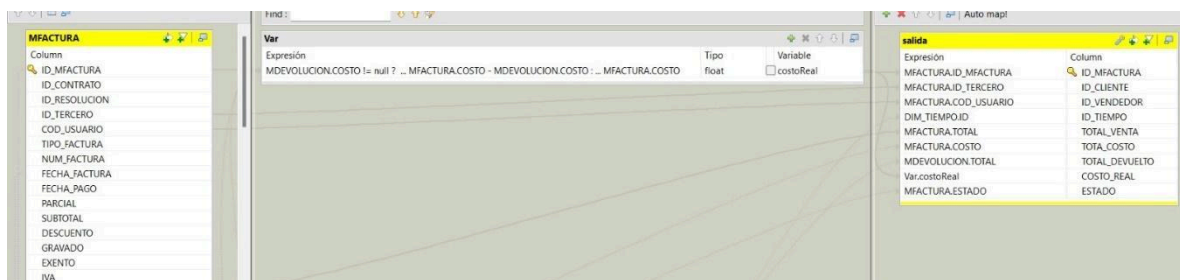 Find :
Auto map!
MFACTURA
Column
ID_MFACTURA
ID_CONTRATO
ID_RESOLUCION
ID_TERCERO
COD_USUARIO
TIPO_FACTURA
NUM_FACTURA
FECHA_FACTURA
FECHA_PAGO
PARCIAL
SUBTOTAL
DESCUENTO
GRAVADO
EXENTO
IVA
Var
Expresión Tipo Variable
MDEVOLUCION.COSTO != null ? ... MFACTURA.COSTO - MDEVOLUCION.COSTO : ... MFACTURA.COSTO float costoReal
salida
Expresión Column
MFACTURA.ID_MFACTURA ID_MFACTURA
MFACTURA.ID_TERCERO ID_CLIENTE
MFACTURA.COD_USUARIO ID_VENDEDOR
DIM_TIEMPO.ID ID_TIEMPO
MFACTURA.TOTAL TOTAL_VENTA
MFACTURA.COSTO TOTA_COSTO
MDEVOLUCION.TOTAL TOTAL_DEVUELTO
Var.costoReal COSTO_REAL
MFACTURA.ESTADO ESTADO